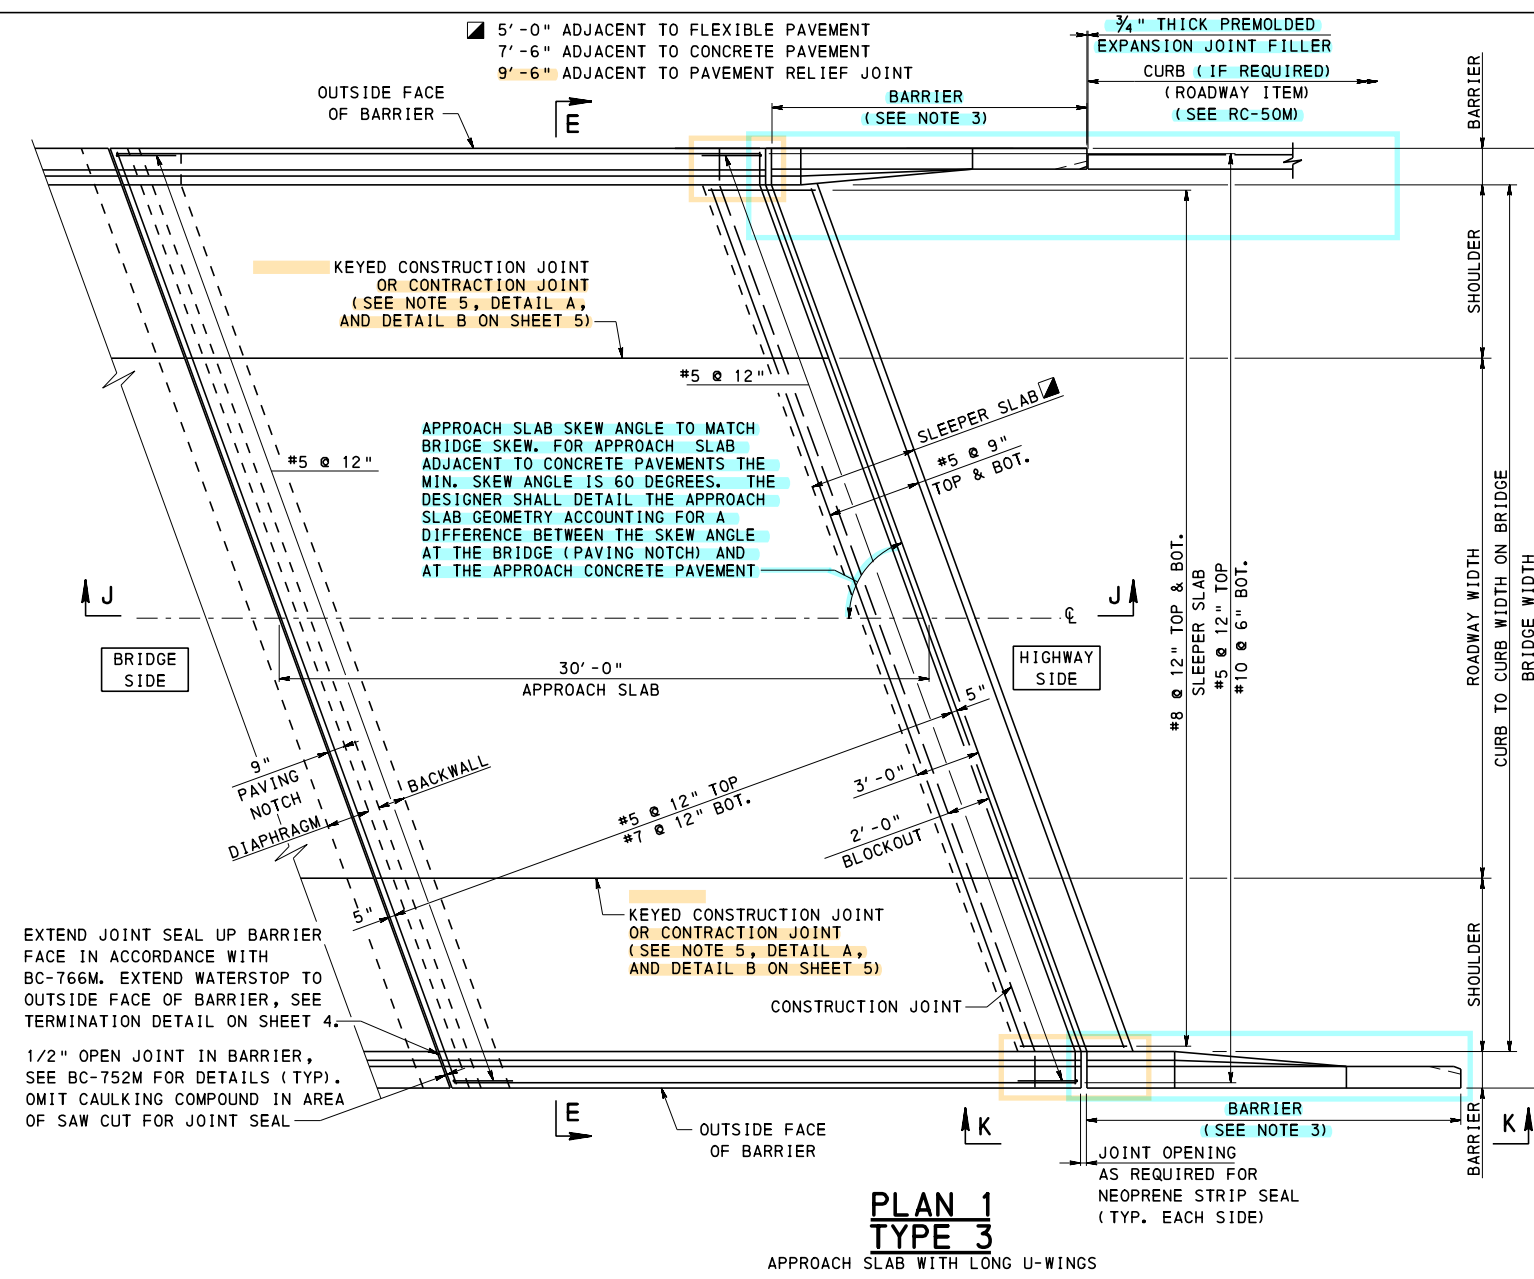 5'-0" ADJACENT TO FLEXIBLE PAVEMENT
7'-6" ADJACENT TO CONCRETE PAVEMENT
9'-6" ADJACENT TO PAVEMENT RELIEF JOINT
3/4" THICK PREMOLDED
EXPANSION JOINT FILLER
CURB (IF REQUIRED)
(ROADWAY ITEM)
(SEE RC-50M)
BARRIER
(SEE NOTE 3)
OUTSIDE FACE
OF BARRIER
E
BARRIER
SHOULDER
KEYED CONSTRUCTION JOINT
OR CONTRACTION JOINT
(SEE NOTE 5, DETAIL A,
AND DETAIL B ON SHEET 5)
#5 @ 12"
SLEEPER SLAB
#5 @ 9"
TOP & BOT.
#5 @ 12"
APPROACH SLAB SKEW ANGLE TO MATCH
BRIDGE SKEW. FOR APPROACH SLAB
ADJACENT TO CONCRETE PAVEMENTS THE
MIN. SKEW ANGLE IS 60 DEGREES. THE
DESIGNER SHALL DETAIL THE APPROACH
SLAB GEOMETRY ACCOUNTING FOR A
DIFFERENCE BETWEEN THE SKEW ANGLE
AT THE BRIDGE (PAVING NOTCH) AND
AT THE APPROACH CONCRETE PAVEMENT
J
J
℄
BRIDGE
SIDE
HIGHWAY
SIDE
30'-0"
APPROACH SLAB
#8 @ 12" TOP & BOT.
SLEEPER SLAB
#5 @ 12" TOP
#10 @ 6" BOT.
ROADWAY WIDTH
CURB TO CURB WIDTH ON BRIDGE
BRIDGE WIDTH
5"
9"
PAVING
NOTCH
DIAPHRAGM
BACKWALL
#5 @ 12" TOP
#7 @ 12" BOT.
3'-0"
2'-0"
BLOCKOUT
5"
KEYED CONSTRUCTION JOINT
OR CONTRACTION JOINT
(SEE NOTE 5, DETAIL A,
AND DETAIL B ON SHEET 5)
CONSTRUCTION JOINT
SHOULDER
EXTEND JOINT SEAL UP BARRIER
FACE IN ACCORDANCE WITH
BC-766M. EXTEND WATERSTOP TO
OUTSIDE FACE OF BARRIER, SEE
TERMINATION DETAIL ON SHEET 4.
1/2" OPEN JOINT IN BARRIER,
SEE BC-752M FOR DETAILS (TYP).
OMIT CAULKING COMPOUND IN AREA
OF SAW CUT FOR JOINT SEAL
E
OUTSIDE FACE
OF BARRIER
K
BARRIER
(SEE NOTE 3)
K
BARRIER
JOINT OPENING
AS REQUIRED FOR
NEOPRENE STRIP SEAL
(TYP. EACH SIDE)
PLAN 1
TYPE 3
APPROACH SLAB WITH LONG U-WINGS